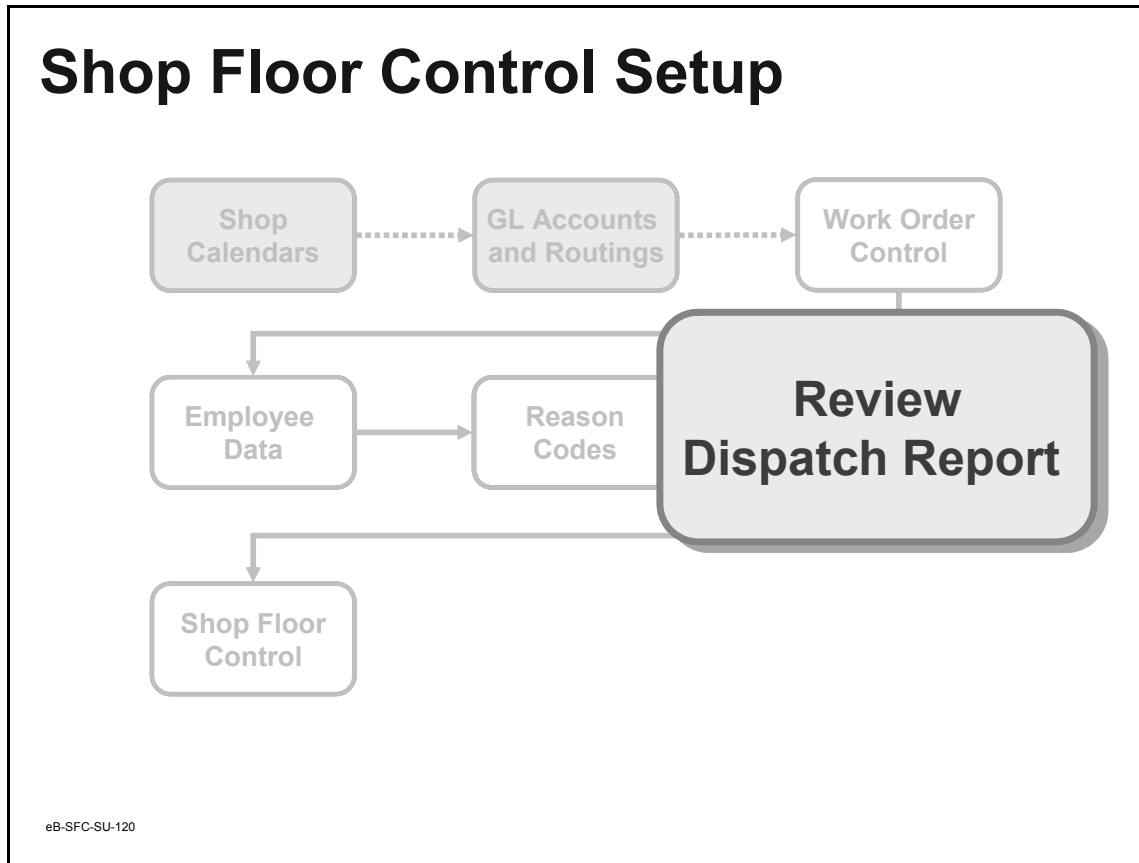 Shop Floor Control Setup
Shop
Calendars
GL Accounts
and Routings
Work Order
Control
Employee
Data
Reason
Codes
Review
Dispatch Report
Shop Floor
Control
eB-SFC-SU-120